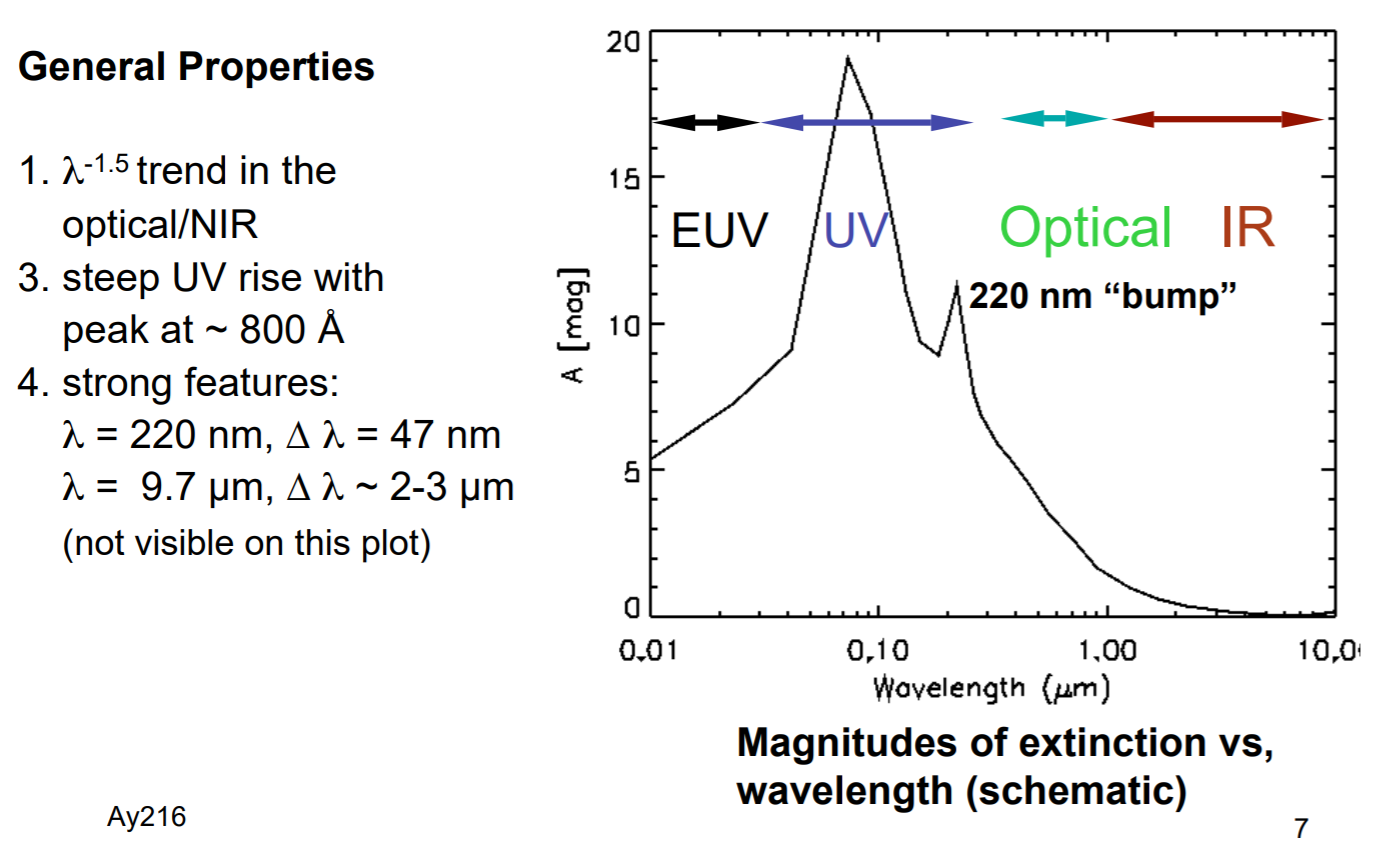 General Properties
1. λ-1.5 trend in the
optical/NIR
3. steep UV rise with
peak at ~ 800 Å
4. strong features:
λ = 220 nm, Δ λ = 47 nm
λ = 9.7 μm, Δ λ ~ 2-3 μm
(not visible on this plot)
20
15
10
5
0
A [mag]
EUV UV Optical IR
220 nm “bump”
0.01 0.10 1.00 10.0
Wavelength (μm)
Magnitudes of extinction vs,
wavelength (schematic)
Ay216
7